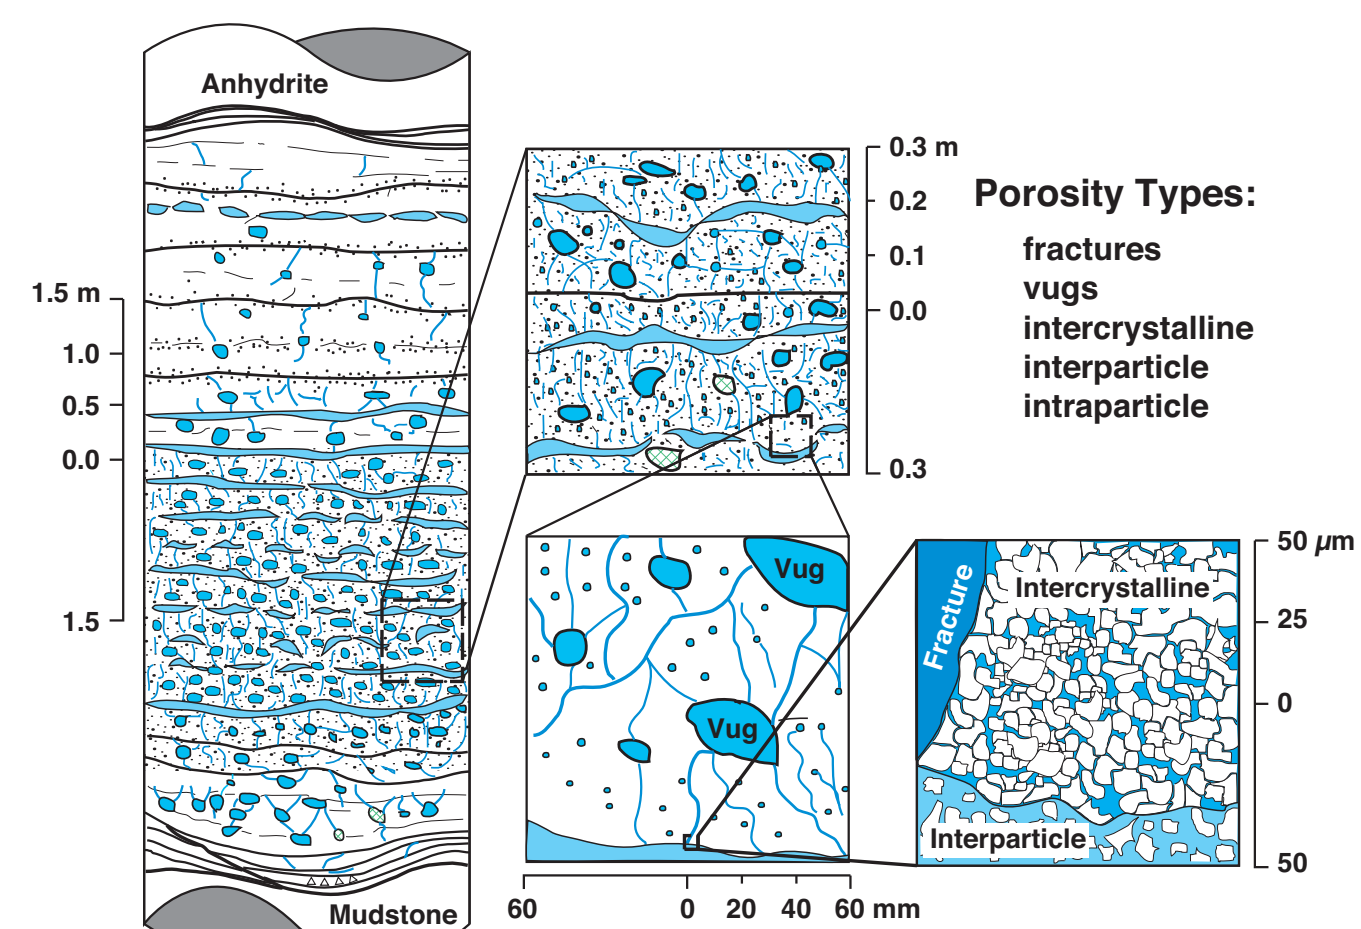 Anhydrite
1.5 m
1.0
0.5
0.0
1.5
Mudstone
0.3 m
0.2
0.1
0.0
0.3
Porosity Types:
fractures
vugs
intercrystalline
interparticle
intraparticle
Vug
Vug
60 0 20 40 60 mm
Fracture
Intercrystalline
Interparticle
50 µm
25
0
50